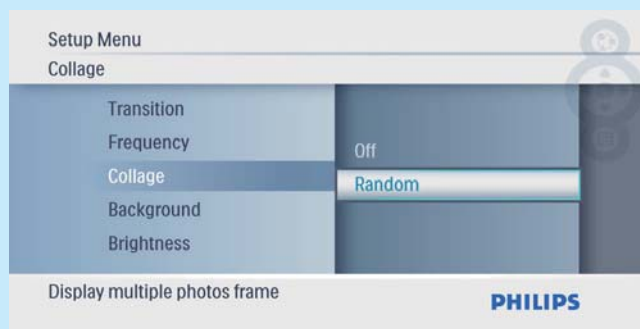 Setup Menu
Collage
Transition
Frequency
Collage
Background
Brightness
Off
Random
Display multiple photos frame
PHILIPS